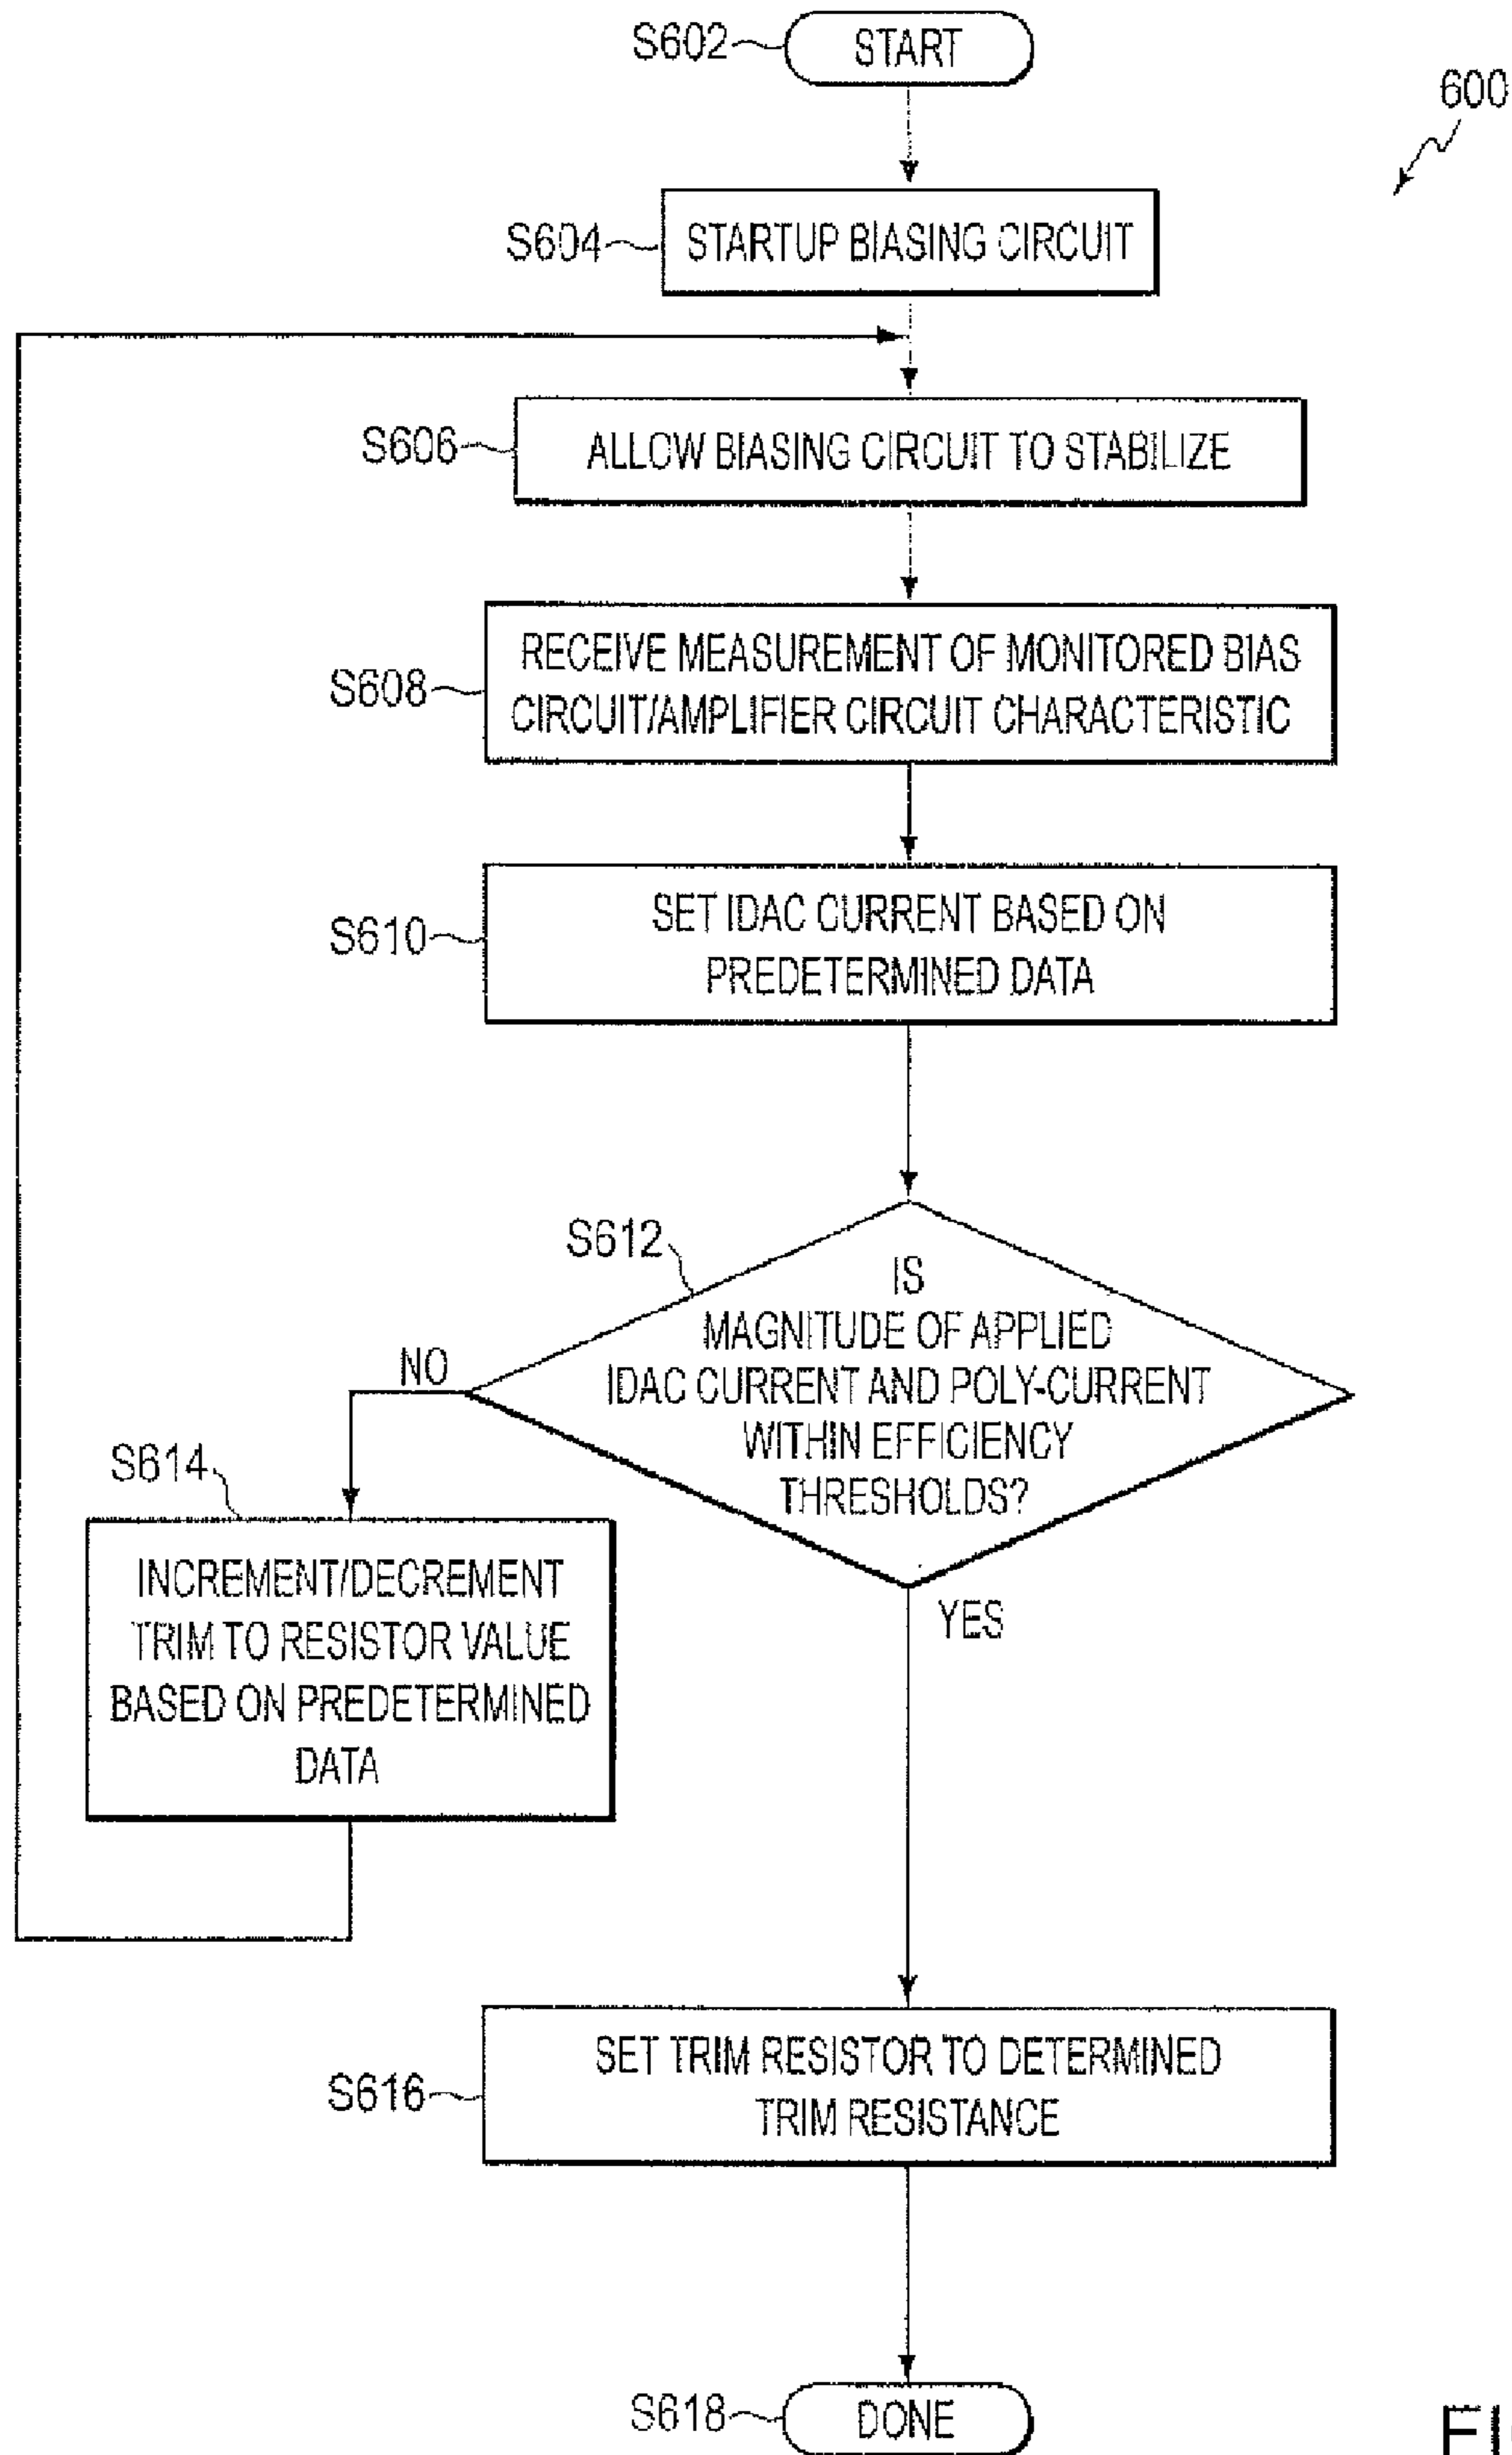 S602
START
600
S604
STARTUP BIASING CIRCUIT
S606
ALLOW BIASING CIRCUIT TO STABILIZE
S608
RECEIVE MEASUREMENT OF MONITORED BIAS
CIRCUIT/AMPLIFIER CIRCUIT CHARACTERISTIC
S610
SET IDAC CURRENT BASED ON
PREDETERMINED DATA
S612
IS
MAGNITUDE OF APPLIED
IDAC CURRENT AND POLY-CURRENT
WITHIN EFFICIENCY
THRESHOLDS?
NO
YES
S614
INCREMENT/DECREMENT
TRIM TO RESISTOR VALUE
BASED ON PREDETERMINED
DATA
S616
SET TRIM RESISTOR TO DETERMINED
TRIM RESISTANCE
S618
DONE